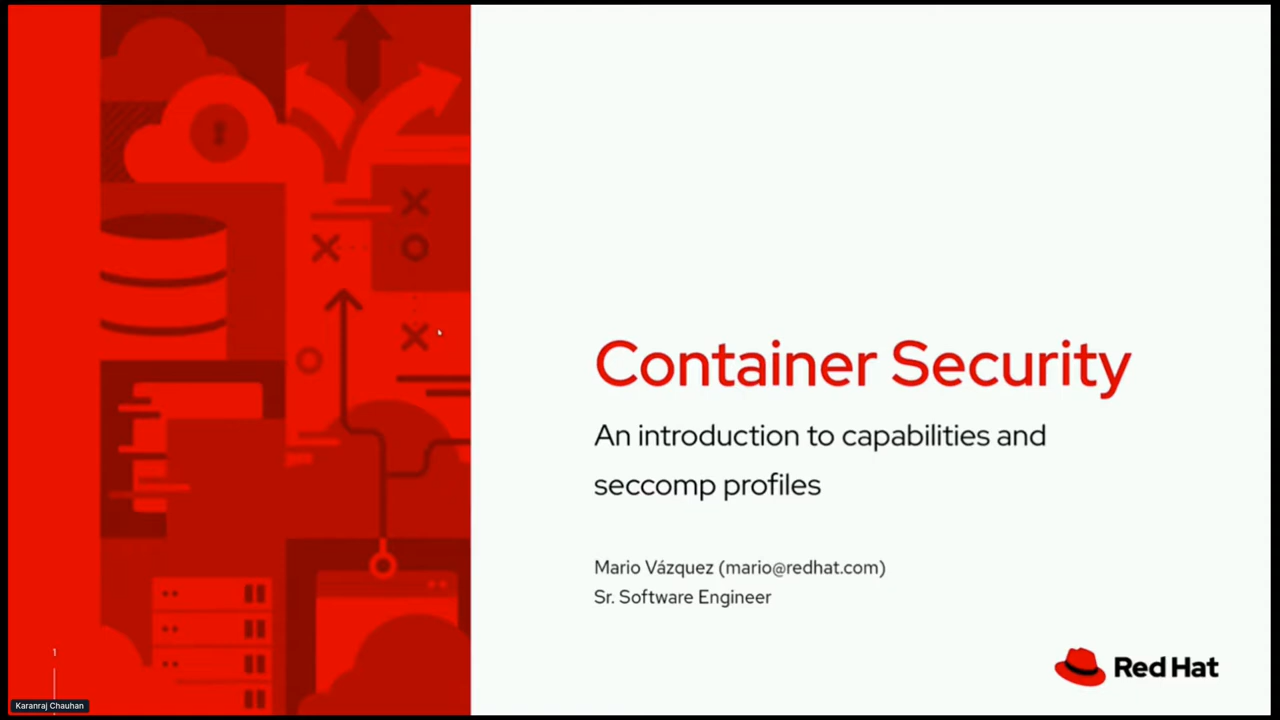 Container Security
An introduction to capabilities and
seccomp profiles
Mario Vázquez (mario@redhat.com)
Sr. Software Engineer
Red Hat
1
Karanraj Chauhan